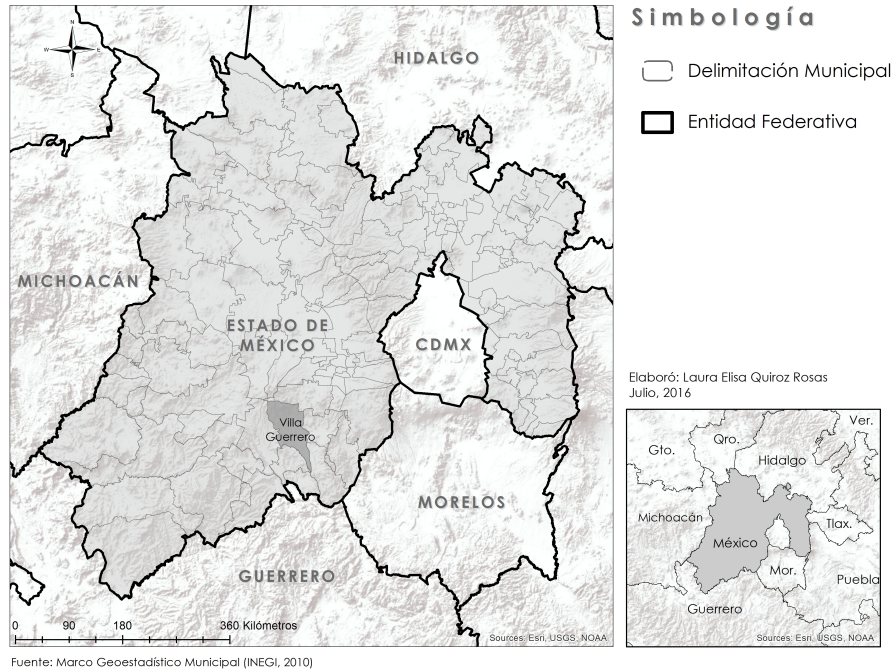 Simbología
Delimitación Municipal
Entidad Federativa
N
W
E
S
HIDALGO
MICHOACÁN
ESTADO DE
MÉXICO
CDMX
Villa
Guerrero
MORELOS
GUERRERO
0 90 180 360 Kilómetros
Sources: Esri, USGS, NOAA
Fuente: Marco Geoestadístico Municipal (INEGI, 2010)
Elaboró: Laura Elisa Quiroz Rosas
Julio, 2016
Ver.
Qro.
Gto.
Hidalgo
Michoacán
Tlax.
México
Mor.
Puebla
Guerrero
Sources: Esri, USGS, NOAA